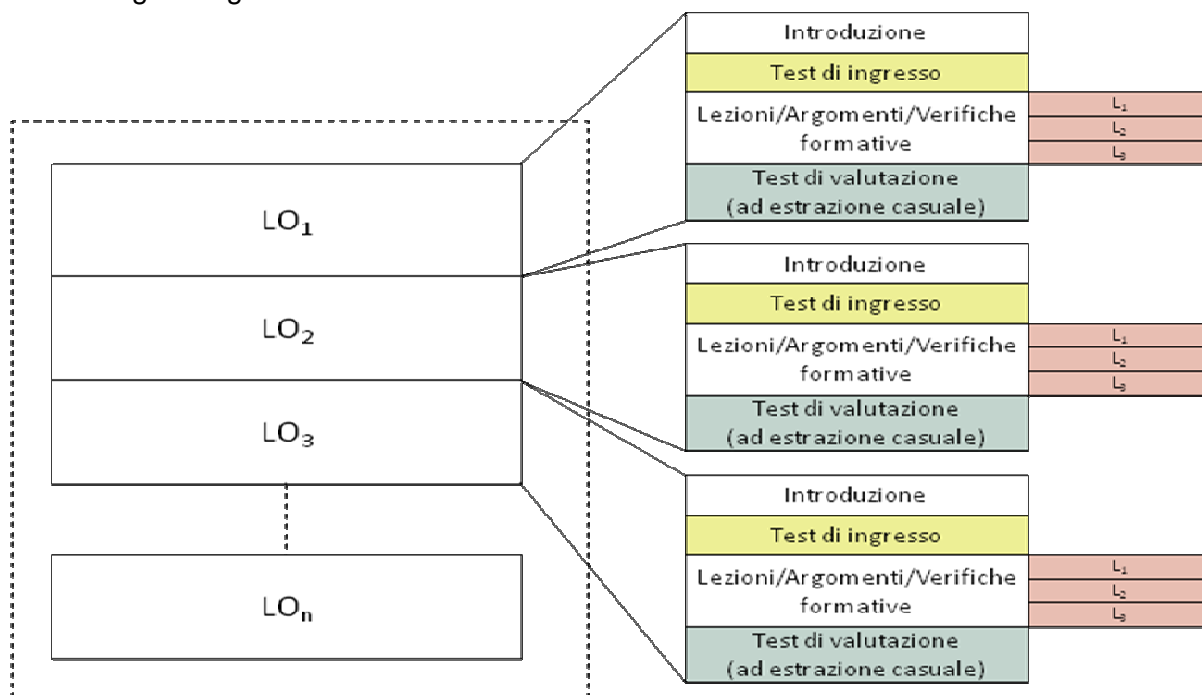 LO1
LO2
LO3
LOn
Introduzione
Test di ingresso
Lezioni/Argomenti/Verifiche
formative
L1
L2
L3
Test di valutazione
(ad estrazione casuale)
Introduzione
Test di ingresso
Lezioni/Argomenti/Verifiche
formative
L1
L2
L3
Test di valutazione
(ad estrazione casuale)
Introduzione
Test di ingresso
Lezioni/Argomenti/Verifiche
formative
L1
L2
L3
Test di valutazione
(ad estrazione casuale)